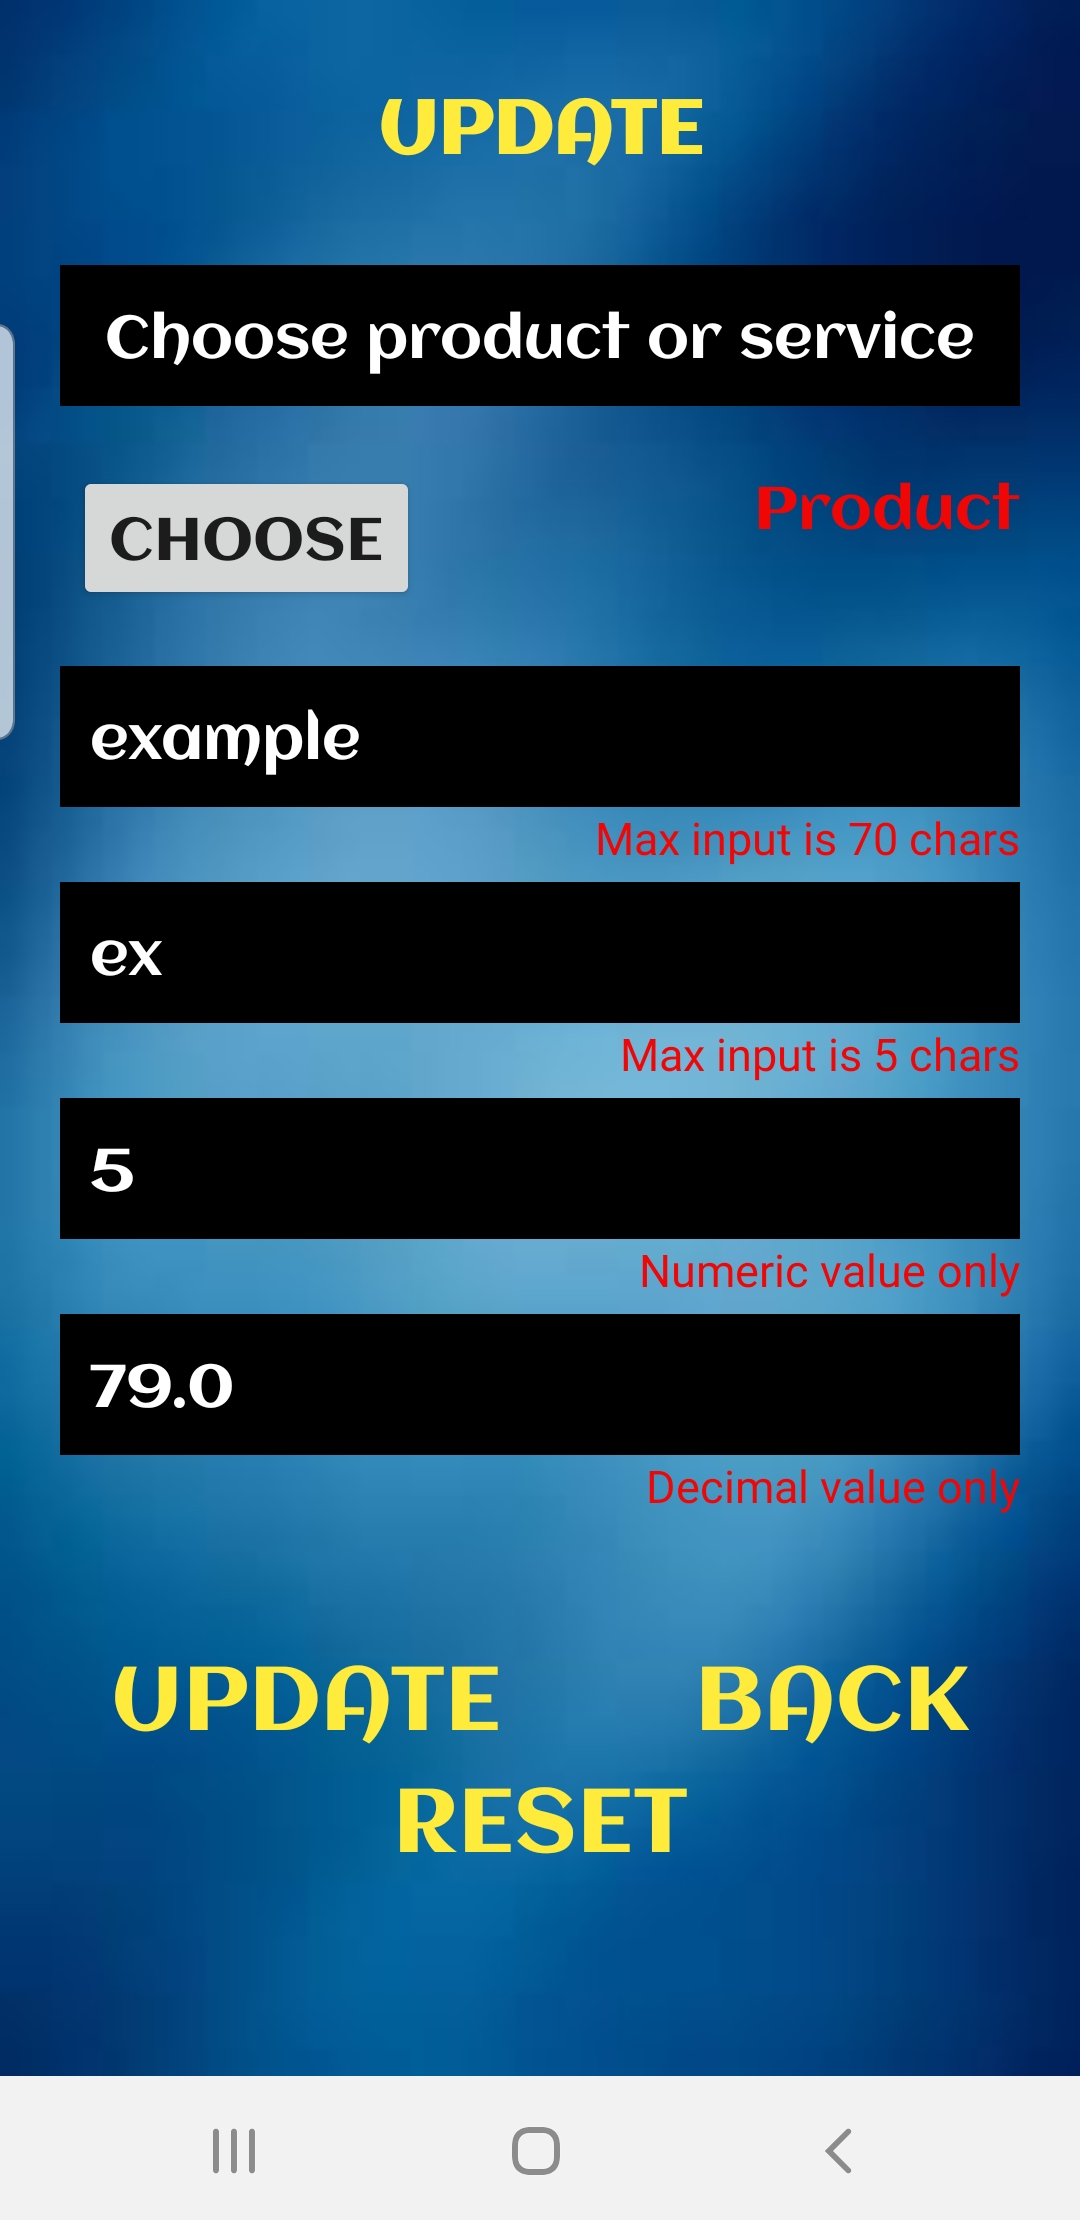 UPDATE
Choose product or service
CHOOSE
Product
example
Max input is 70 chars
ex
Max input is 5 chars
5
Numeric value only
79.0
Decimal value only
UPDATE BACK
RESET